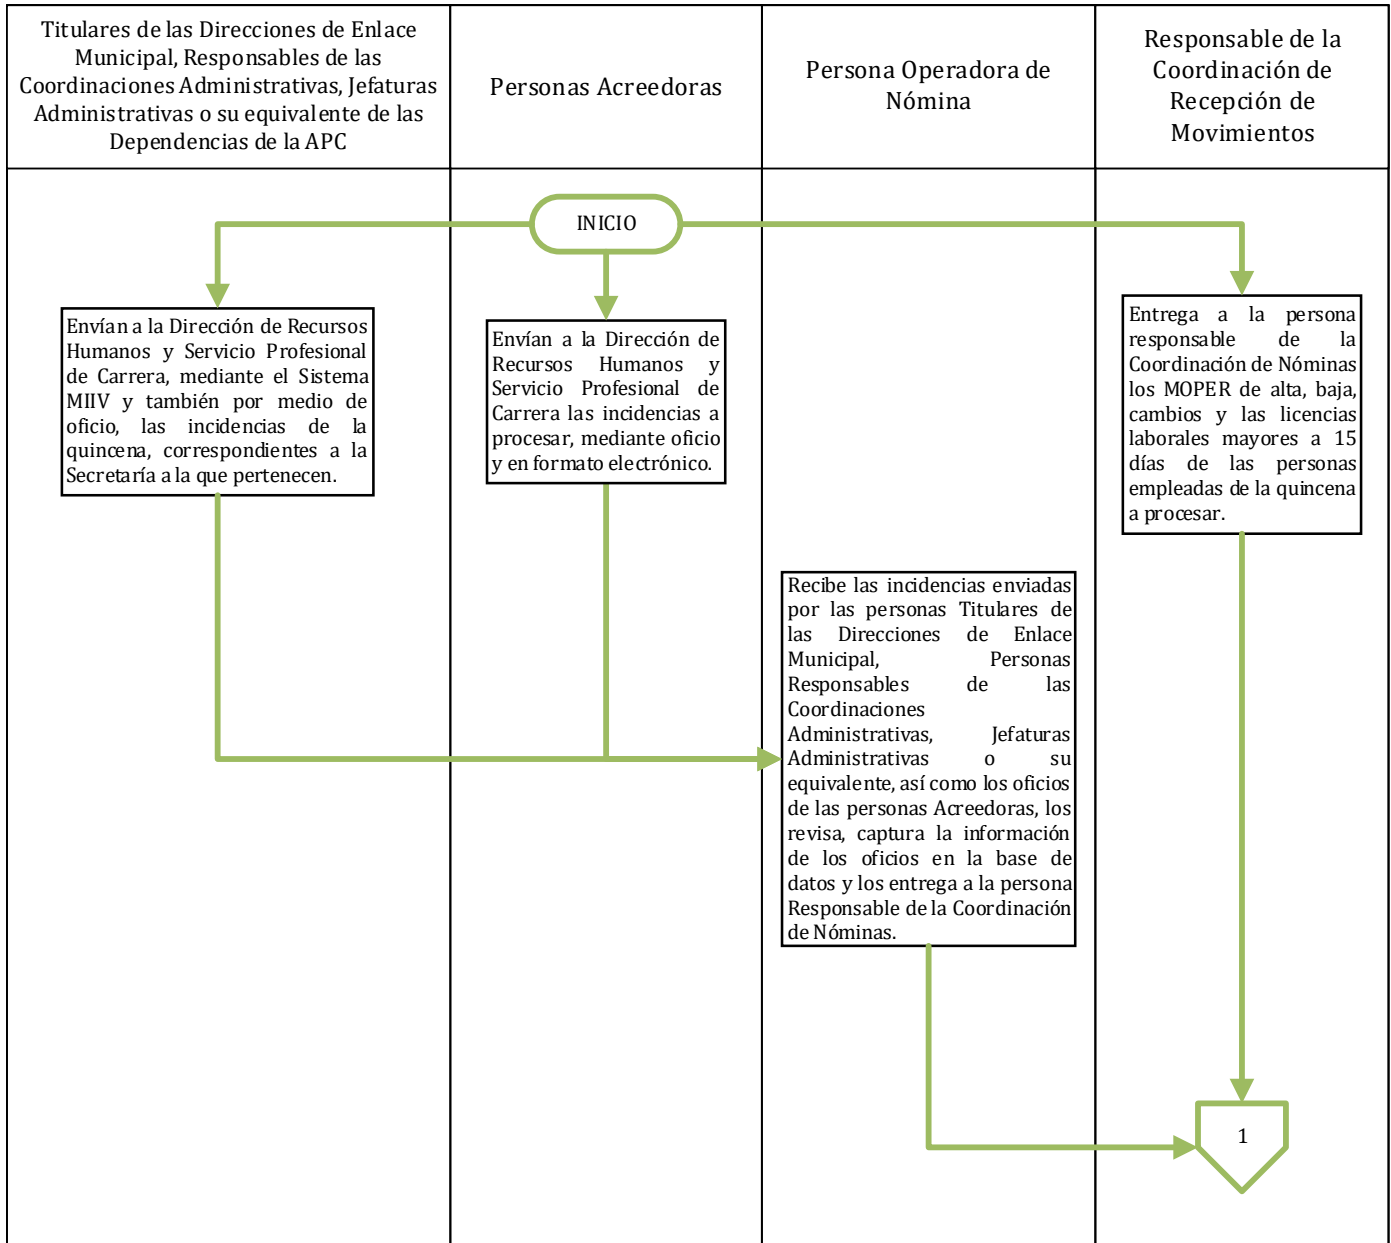 Titulares de las Direcciones de Enlace
Municipal, Responsables de las
Coordinaciones Administrativas, Jefaturas
Administrativas o su equivalente de las
Dependencias de la APC
Personas Acreedoras
Persona Operadora de
Nómina
Responsable de la
Coordinación de
Recepción de
Movimientos
INICIO
Envían a la Dirección de Recursos
Humanos y Servicio Profesional
de Carrera, mediante el Sistema
MIIV y también por medio de
oficio, las incidencias de la
quincena, correspondientes a la
Secretaría a la que pertenecen.
Envían a la Dirección de
Recursos Humanos y
Servicio Profesional de
Carrera las incidencias a
procesar, mediante oficio
y en formato electrónico.
Entrega a la persona
responsable de la
Coordinación de Nóminas
los MOPER de alta, baja,
cambios y las licencias
laborales mayores a 15
días de las personas
empleadas de la quincena
a procesar.
Recibe las incidencias enviadas
por las personas Titulares de
las Direcciones de Enlace
Municipal, Personas
Responsables de las
Coordinaciones
Administrativas, Jefaturas
Administrativas o su
equivalente, así como los oficios
de las personas Acreedoras, los
revisa, captura la información
de los oficios en la base de
datos y los entrega a la persona
Responsable de la Coordinación
de Nóminas.
1